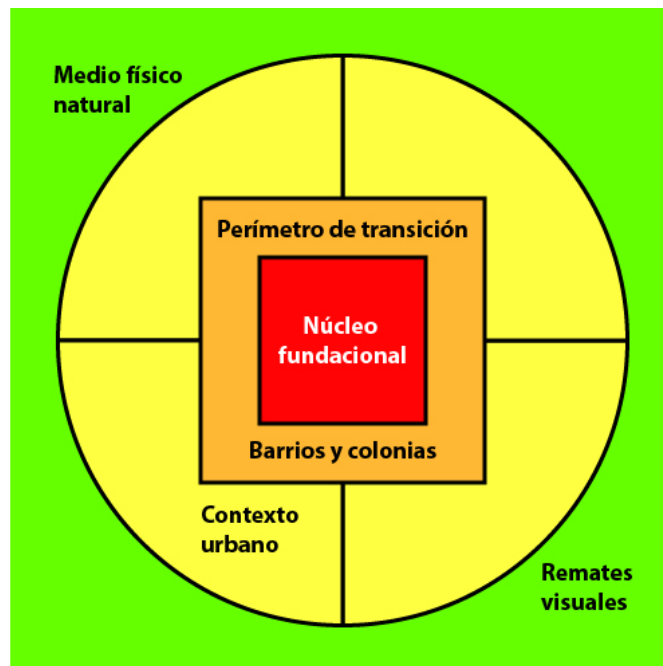 Medio físico
natural
Perímetro de transición
Núcleo
fundacional
Barrios y colonias
Contexto
urbano
Remates
visuales